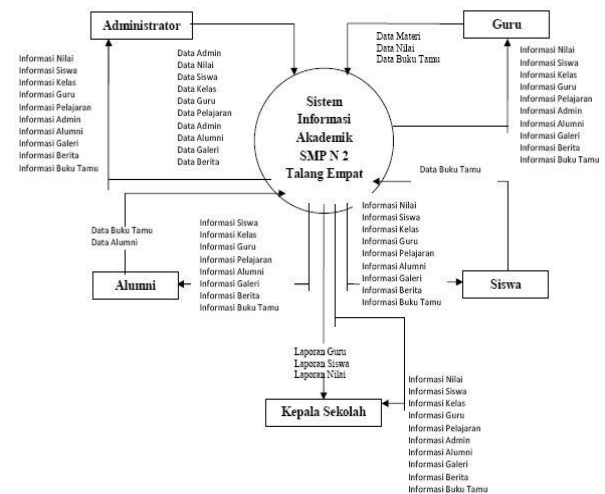 Administrator
Guru
Data Materi
Data Nilai
Data Buku Tamu
Informasi Nilai
Informasi Siswa
Informasi Kelas
Informasi Guru
Informasi Pelajaran
Informasi Admin
Informasi Alumni
Informasi Galeri
Informasi Berita
Informasi Buku Tamu
Data Admin
Data Nilai
Data Siswa
Data Kelas
Data Guru
Data Pelajaran
Data Admin
Data Alumni
Data Galeri
Data Berita
Sistem
Informasi
Akademik
SMP N 2
Talang Empat
Informasi Nilai
Informasi Siswa
Informasi Kelas
Informasi Guru
Informasi Pelajaran
Informasi Admin
Informasi Alumni
Informasi Galeri
Informasi Berita
Informasi Buku Tamu
Data Buku Tamu
Data Buku Tamu
Data Alumni
Informasi Siswa
Informasi Kelas
Informasi Guru
Informasi Pelajaran
Informasi Alumni
Informasi Galeri
Informasi Berita
Informasi Buku Tamu
Informasi Nilai
Informasi Siswa
Informasi Kelas
Informasi Guru
Informasi Pelajaran
Informasi Alumni
Informasi Galeri
Informasi Berita
Informasi Buku Tamu
Alumni
Siswa
Laporan Guru
Laporan Siswa
Laporan Nilai
Kepala Sekolah
Informasi Nilai
Informasi Siswa
Informasi Kelas
Informasi Guru
Informasi Pelajaran
Informasi Admin
Informasi Alumni
Informasi Galeri
Informasi Berita
Informasi Buku Tamu